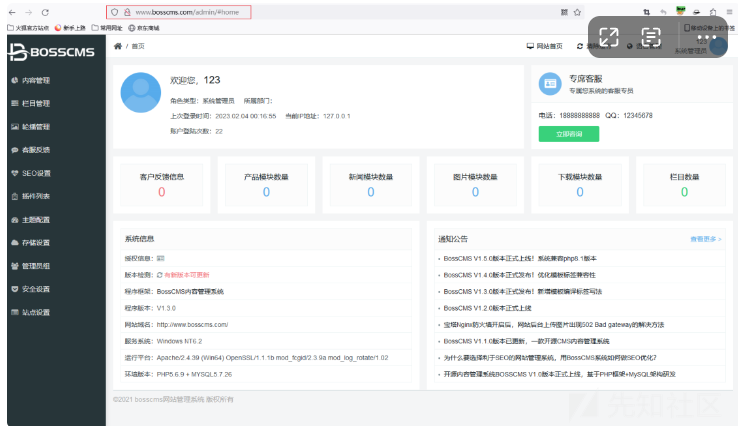 www.bosscms.com/admin/#home
火狐官方站点 新手上路 常用网址 京东商城
移动设备上的书签
BOSSCMS
/ 首页
网站首页
系统管理员
内容管理
栏目管理
轮播管理
客服反馈
SEO设置
插件列表
主题配置
存储设置
管理员组
安全设置
站点设置
欢迎您，123
角色类型：系统管理员 所属部门：
上次登录时间：2023.02.04 00:16:55 当前IP地址：127.0.0.1
账户登陆次数：22
专席客服
专属您系统的客服专员
电话：18888888888 QQ：12345678
立即咨询
客户反馈信息 产品模块数量 新闻模块数量 图片模块数量 下载模块数量 栏目数量
0 0 0 0 0 0
系统信息
授权信息：
版本检测：有新版本可更新
程序框架：BossCMS内容管理系统
程序版本：V1.3.0
网站域名：http://www.bosscms.com/
服务系统：Windows NT6.2
运行平台：Apache/2.4.39 (Win64) OpenSSL/1.1.1b mod_fcgid/2.3.9a mod_log_rotate/1.02
环境版本：PHP5.6.9 + MYSQL5.7.26
通知公告 查看更多 >
BossCMS V1.5.0版本正式上线！系统兼容php8.1版本
BossCMS V1.4.0版本正式发布！优化模板标签兼容性
BossCMS V1.3.0版本正式发布！新增模板编译标签写法
BossCMS V1.2.0版本正式上线
宝塔Nginx防火墙开启后，网站后台上传图片出现502 Bad gateway的解决方法
BossCMS V1.1.0版本已更新，一款开源CMS内容管理系统
为什么要选择利于SEO的网站管理系统，用BossCMS系统如何做SEO优化？
开源内容管理系统BOSSCMS V1.0版本正式上线，基于PHP框架+MySQL架构研发
©2021 bosscms网站管理系统 版权所有
先知社区